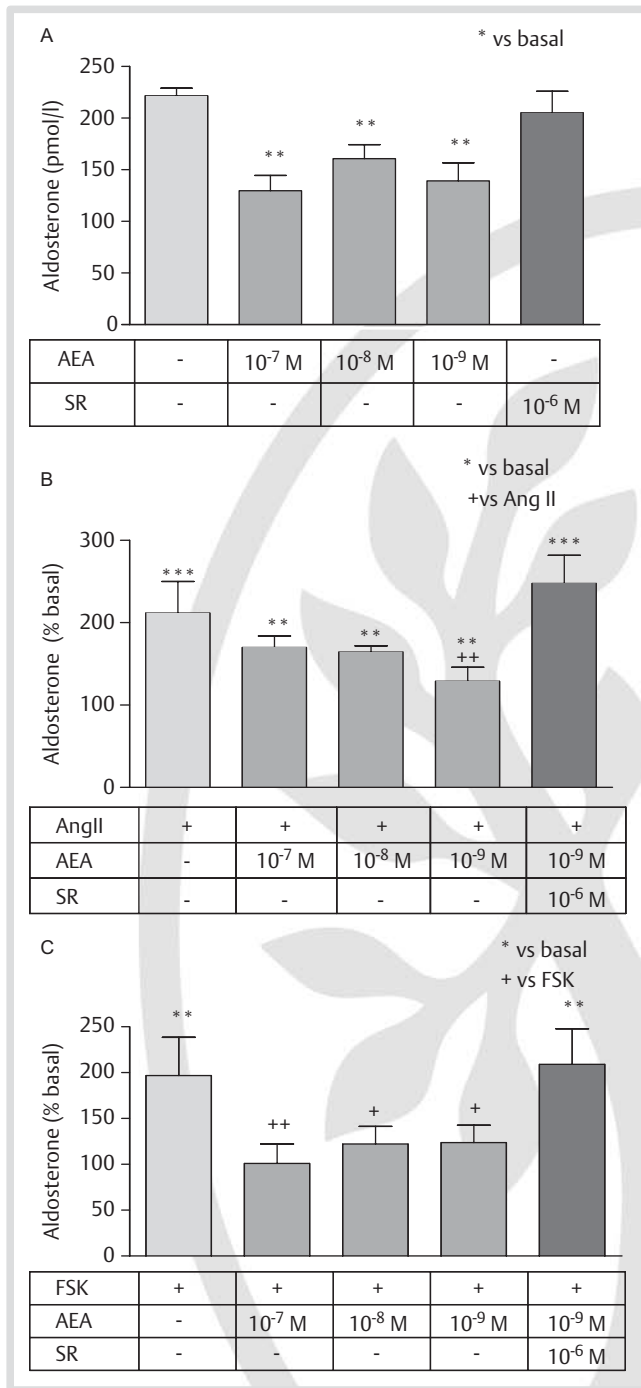 A
* vs basal
Aldosterone (pmol/l)
250
200
150
100
50
0
**
**
**
AEA - 10⁻⁷ M 10⁻⁸ M 10⁻⁹ M -
SR - - - - 10⁻⁶ M
B
* vs basal
+vs Ang II
Aldosterone (% basal)
300
200
100
0
***
**
**
**
++
***
AngII + + + + +
AEA - 10⁻⁷ M 10⁻⁸ M 10⁻⁹ M 10⁻⁹ M
SR - - - - 10⁻⁶ M
C
* vs basal
+ vs FSK
Aldosterone (% basal)
250
200
150
100
50
0
**
++
+
+
**
FSK + + + + +
AEA - 10⁻⁷ M 10⁻⁸ M 10⁻⁹ M 10⁻⁹ M
SR - - - - 10⁻⁶ M